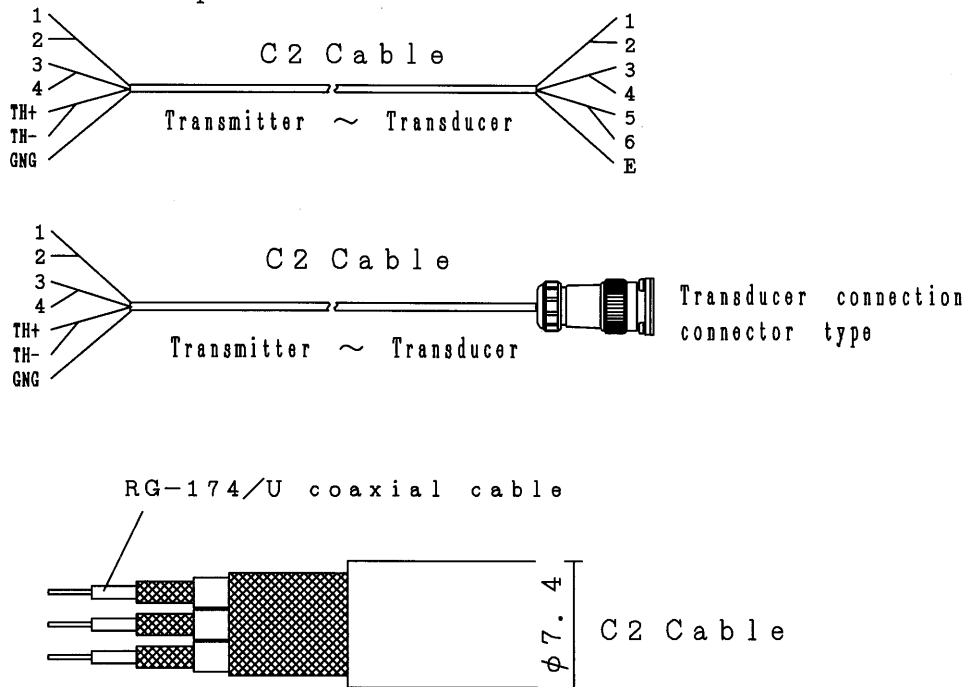 1
2
3
4
TH+
TH-
GNG
C2 Cable
Transmitter ～ Transducer
1
2
3
4
5
6
E
1
2
3
4
TH+
TH-
GNG
C2 Cable
Transmitter ～ Transducer
Transducer connection
connector type
RG-174/U coaxial cable
φ7.4
C2 Cable